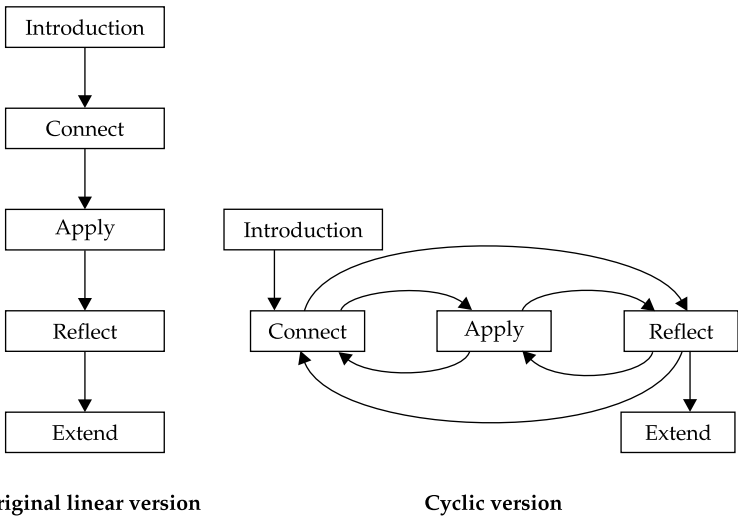 Introduction
Connect
Apply
Reflect
Extend
riginal linear version
Introduction
Connect
Apply
Reflect
Extend
Cyclic version